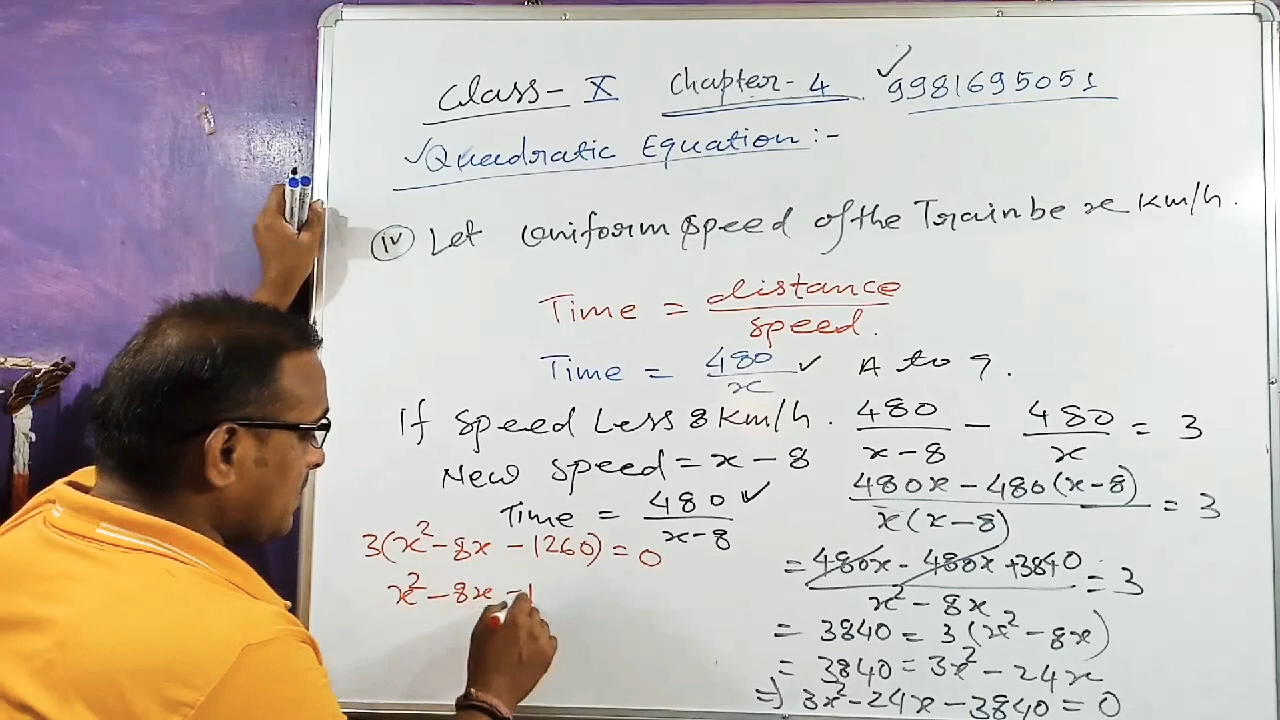 Class- X Chapter-4 ✓9981695051
✓Quadratic Equation:-
(iv) Let Uniform speed of the Train be x Km/h.
Time = distance/speed.
Time = 480/x ✓ A to 9.
If speed Less 8 Km/h.
New speed = x - 8
Time = 480/x-8 ✓
3(x² - 8x - 1260) = 0
x² - 8x - 1
480/x-8 - 480/x = 3
480x - 480(x-8)/x(x-8) = 3
= 480x - 480x + 3840/x² - 8x = 3
= 3840 = 3(x² - 8x)
= 3840 = 3x² - 24x
⇒ 3x² - 24x - 3840 = 0